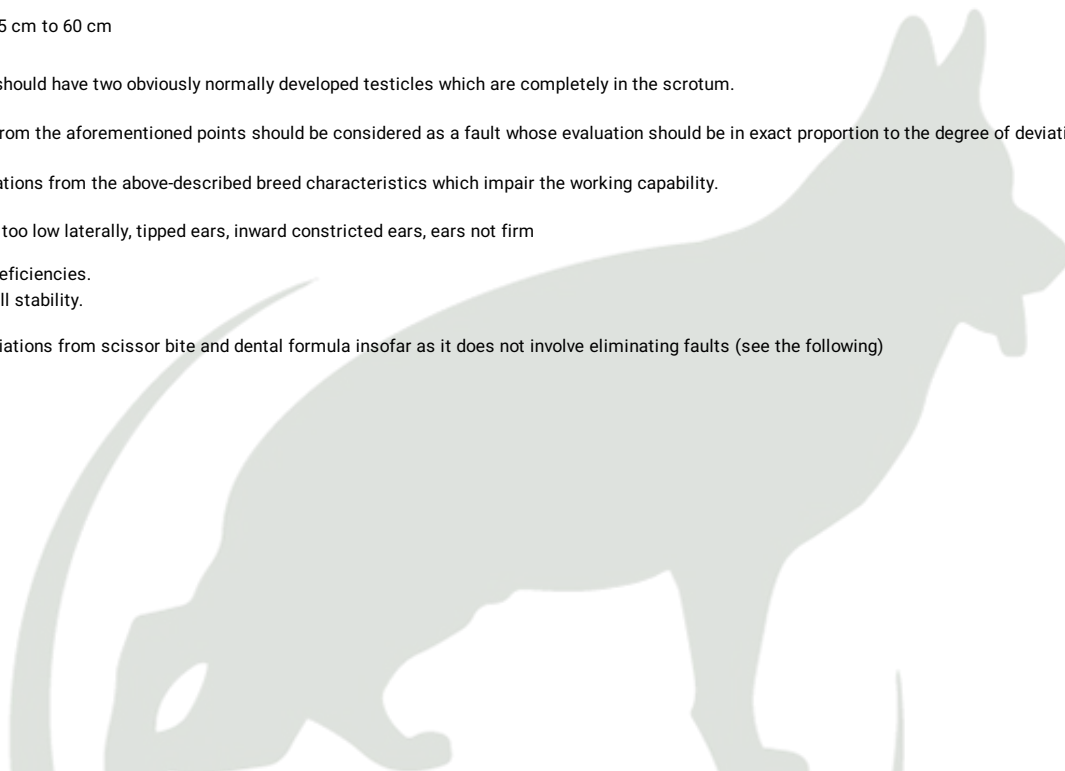 5 cm to 60 cm
should have two obviously normally developed testicles which are completely in the scrotum.
rom the aforementioned points should be considered as a fault whose evaluation should be in exact proportion to the degree of deviati
ations from the above-described breed characteristics which impair the working capability.
too low laterally, tipped ears, inward constricted ears, ears not firm
eficiencies.
ll stability.
iations from scissor bite and dental formula insofar as it does not involve eliminating faults (see the following)